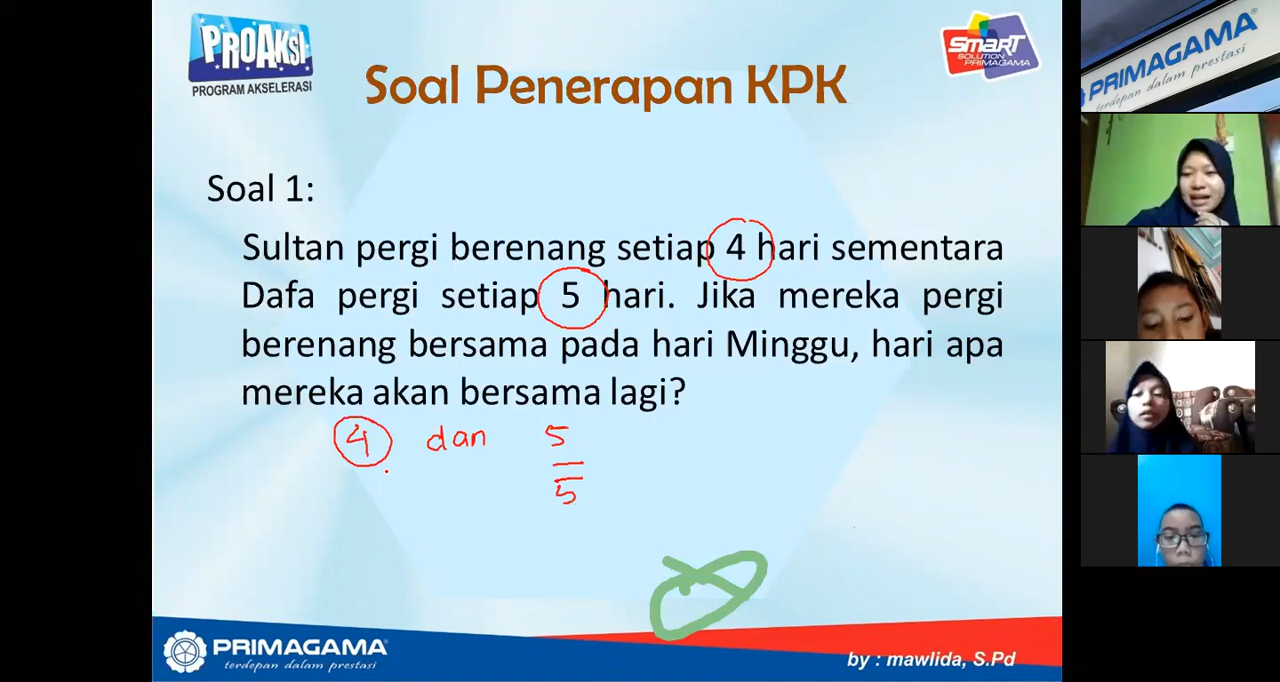 PROAKSI
PROGRAM AKSELERASI
SMART
SOLUTION
PRIMAGAMA
Soal Penerapan KPK
PRIMAGAMA
terdepan dalam prestasi
Soal 1:
Sultan pergi berenang setiap 4 hari sementara
Dafa pergi setiap 5 hari. Jika mereka pergi
berenang bersama pada hari Minggu, hari apa
mereka akan bersama lagi?
4 dan 5
5
PRIMAGAMA
terdepan dalam prestasi
by : mawlida, S.Pd